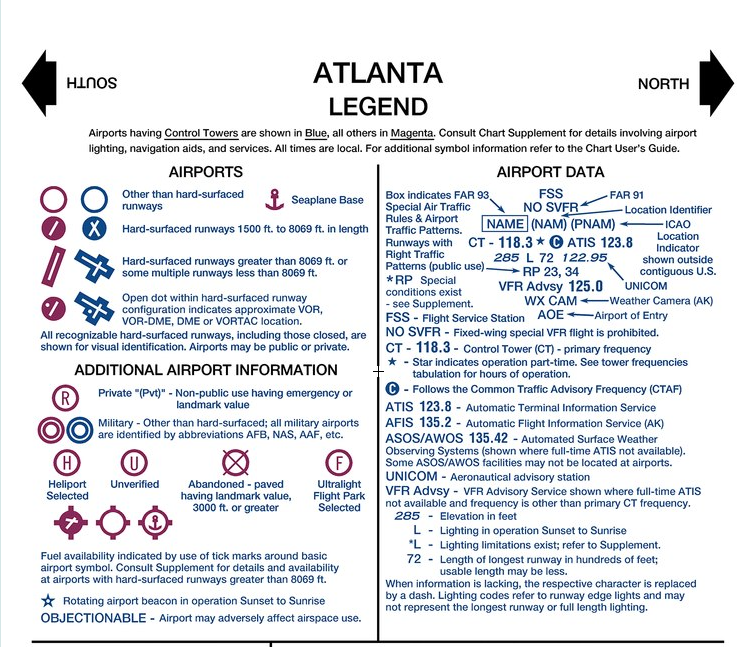 SOUTH
ATLANTA
LEGEND
NORTH
Airports having Control Towers are shown in Blue, all others in Magenta. Consult Chart Supplement for details involving airport
lighting, navigation aids, and services. All times are local. For additional symbol information refer to the Chart User's Guide.
AIRPORTS
Other than hard-surfaced
runways
Seaplane Base
Hard-surfaced runways 1500 ft. to 8069 ft. in length
Hard-surfaced runways greater than 8069 ft. or
some multiple runways less than 8069 ft.
Open dot within hard-surfaced runway
configuration indicates approximate VOR,
VOR-DME, DME or VORTAC location.
All recognizable hard-surfaced runways, including those closed, are
shown for visual identification. Airports may be public or private.
ADDITIONAL AIRPORT INFORMATION
R
Private "(Pvt)" - Non-public use having emergency or
landmark value
Military - Other than hard-surfaced; all military airports
are identified by abbreviations AFB, NAS, AAF, etc.
H
Heliport
Selected
U
Unverified
Abandoned - paved
having landmark value,
3000 ft. or greater
F
Ultralight
Flight Park
Selected
Fuel availability indicated by use of tick marks around basic
airport symbol. Consult Supplement for details and availability
at airports with hard-surfaced runways greater than 8069 ft.
Rotating airport beacon in operation Sunset to Sunrise
OBJECTIONABLE - Airport may adversely affect airspace use.
AIRPORT DATA
Box indicates FAR 93
Special Air Traffic
Rules & Airport
Traffic Patterns.
Runways with
Right Traffic
Patterns (public use)
*RP Special
conditions exist
- see Supplement.
FSS
NO SVFR
FAR 91
Location Identifier
NAME (NAM) (PNAM)
ICAO
Location
Indicator
shown outside
contiguous U.S.
CT - 118.3 ★ C ATIS 123.8
285 L 72 122.95
RP 23, 34
UNICOM
VFR Advsy 125.0
WX CAM
Weather Camera (AK)
AOE
Airport of Entry
FSS - Flight Service Station
NO SVFR - Fixed-wing special VFR flight is prohibited.
CT - 118.3 - Control Tower (CT) - primary frequency
★ - Star indicates operation part-time. See tower frequencies
tabulation for hours of operation.
C - Follows the Common Traffic Advisory Frequency (CTAF)
ATIS 123.8 - Automatic Terminal Information Service
AFIS 135.2 - Automatic Flight Information Service (AK)
ASOS/AWOS 135.42 - Automated Surface Weather
Observing Systems (shown where full-time ATIS not available).
Some ASOS/AWOS facilities may not be located at airports.
UNICOM - Aeronautical advisory station
VFR Advsy - VFR Advisory Service shown where full-time ATIS
not available and frequency is other than primary CT frequency.
285 - Elevation in feet
L - Lighting in operation Sunset to Sunrise
*L - Lighting limitations exist; refer to Supplement.
72 - Length of longest runway in hundreds of feet;
usable length may be less.
When information is lacking, the respective character is replaced
by a dash. Lighting codes refer to runway edge lights and may
not represent the longest runway or full length lighting.